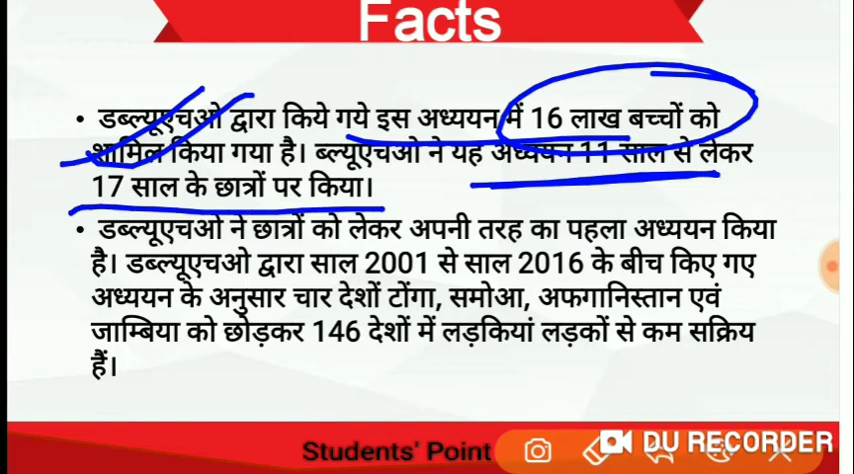 Facts
• डब्ल्यूएचओ द्वारा किये गये इस अध्ययन में 16 लाख बच्चों को
शामिल किया गया है। ब्ल्यूएचओ ने यह अध्ययन 11 साल से लेकर
17 साल के छात्रों पर किया।
• डब्ल्यूएचओ ने छात्रों को लेकर अपनी तरह का पहला अध्ययन किया
है। डब्ल्यूएचओ द्वारा साल 2001 से साल 2016 के बीच किए गए
अध्ययन के अनुसार चार देशों टोंगा, समोआ, अफगानिस्तान एवं
जाम्बिया को छोड़कर 146 देशों में लड़कियां लड़कों से कम सक्रिय
हैं।
Students' Point
DU RECORDER